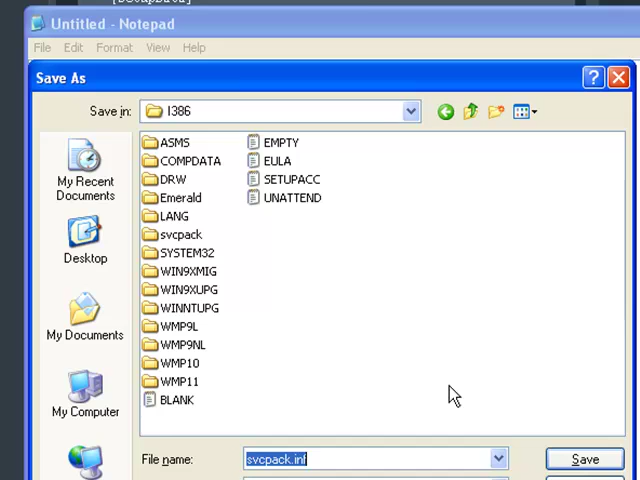 Untitled - Notepad
File Edit Format View Help
Save As
Save in: I386
ASMS
COMPDATA
DRW
Emerald
LANG
svcpack
SYSTEM32
WIN9XMIG
WIN9XUPG
WINNTUPG
WMP9L
WMP9NL
WMP10
WMP11
BLANK
EMPTY
EULA
SETUPACC
UNATTEND
My Recent
Documents
Desktop
My Documents
My Computer
File name: svcpack.inf Save